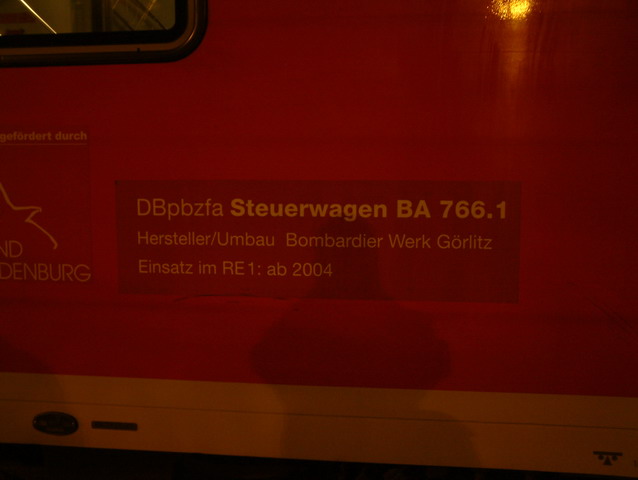 gefördert durch
ND
DENBURG
DBpbzfa Steuerwagen BA 766.1
Hersteller/Umbau Bombardier Werk Görlitz
Einsatz im RE1: ab 2004